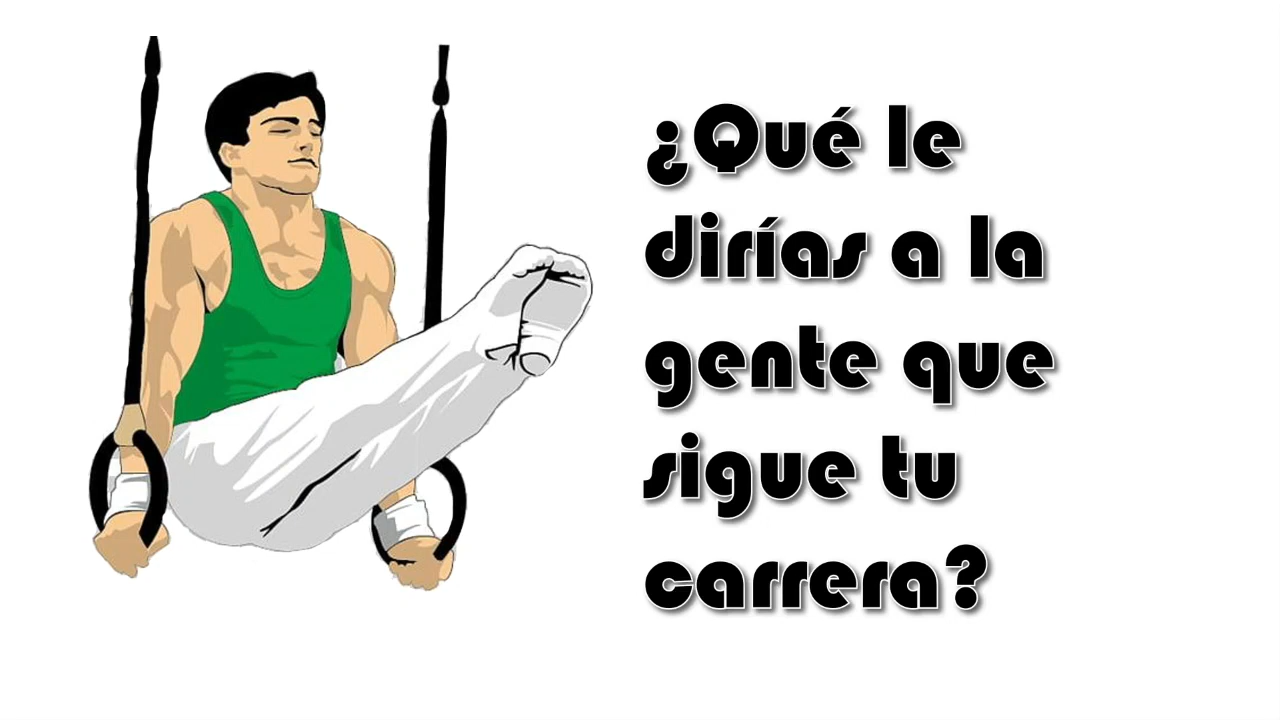 ¿Qué le
dirías a la
gente que
sigue tu
carrera?